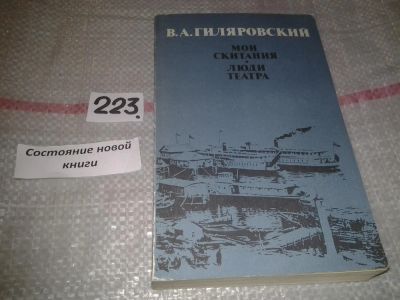 В.А.ГИЛЯРОВСКИЙ
МОИ
СКИТАНИЯ
•
ЛЮДИ
ТЕАТРА
223.
Состояние новой
книги